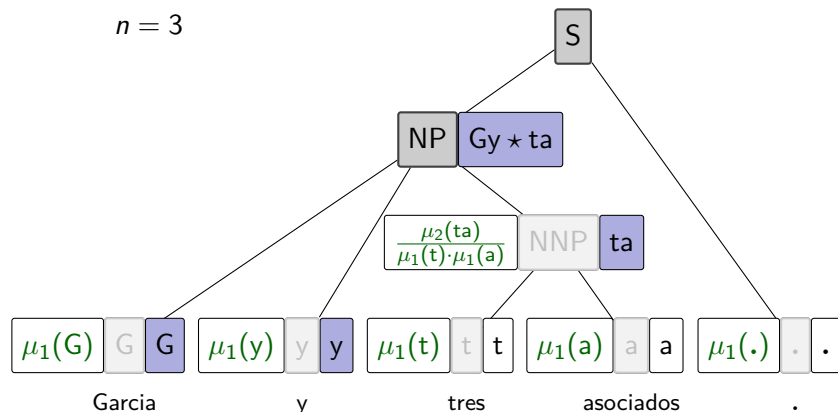 n = 3
S
NP Gy ⋆ ta
μ₂(ta) / μ₁(t)·μ₁(a) NNP ta
μ₁(G) G G μ₁(y) y y μ₁(t) t t μ₁(a) a a μ₁(.) . .
Garcia y tres asociados .